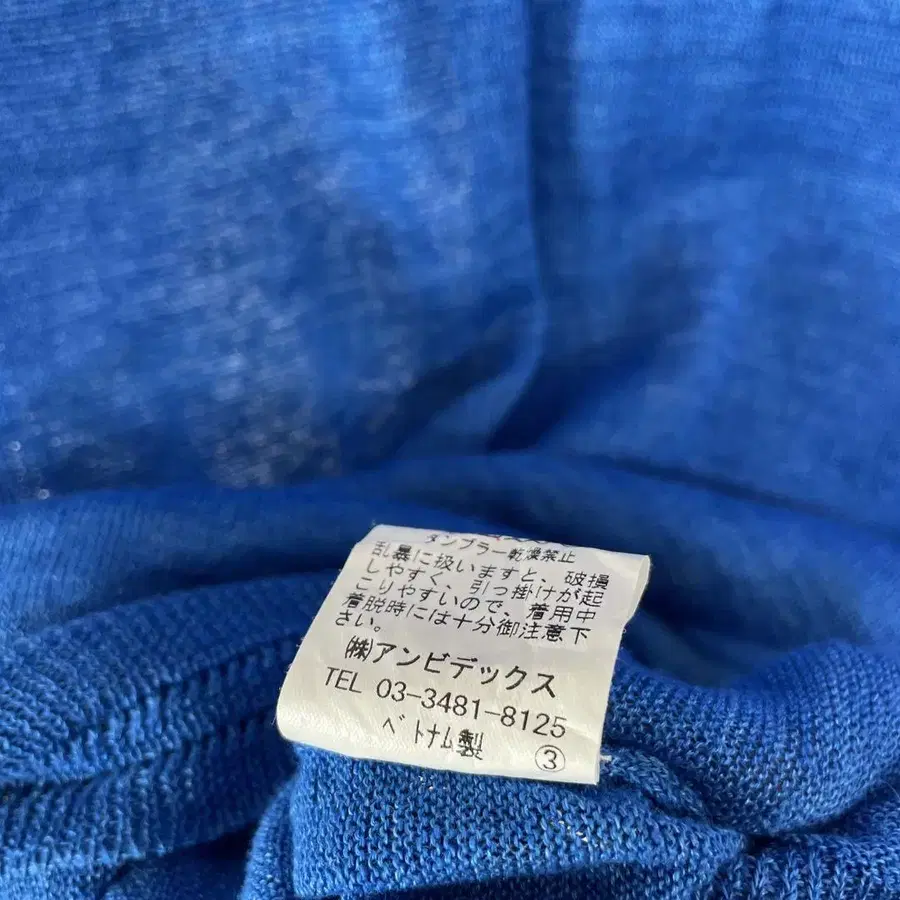 タンブラー乾燥禁止
乱暴に扱いますと、破損
しやすく、引っ掛けが起
こりやすいので、着用中
着脱時には十分御注意下
さい。
㈱アンビデックス
TEL 03-3481-8125
ベトナム製 ③